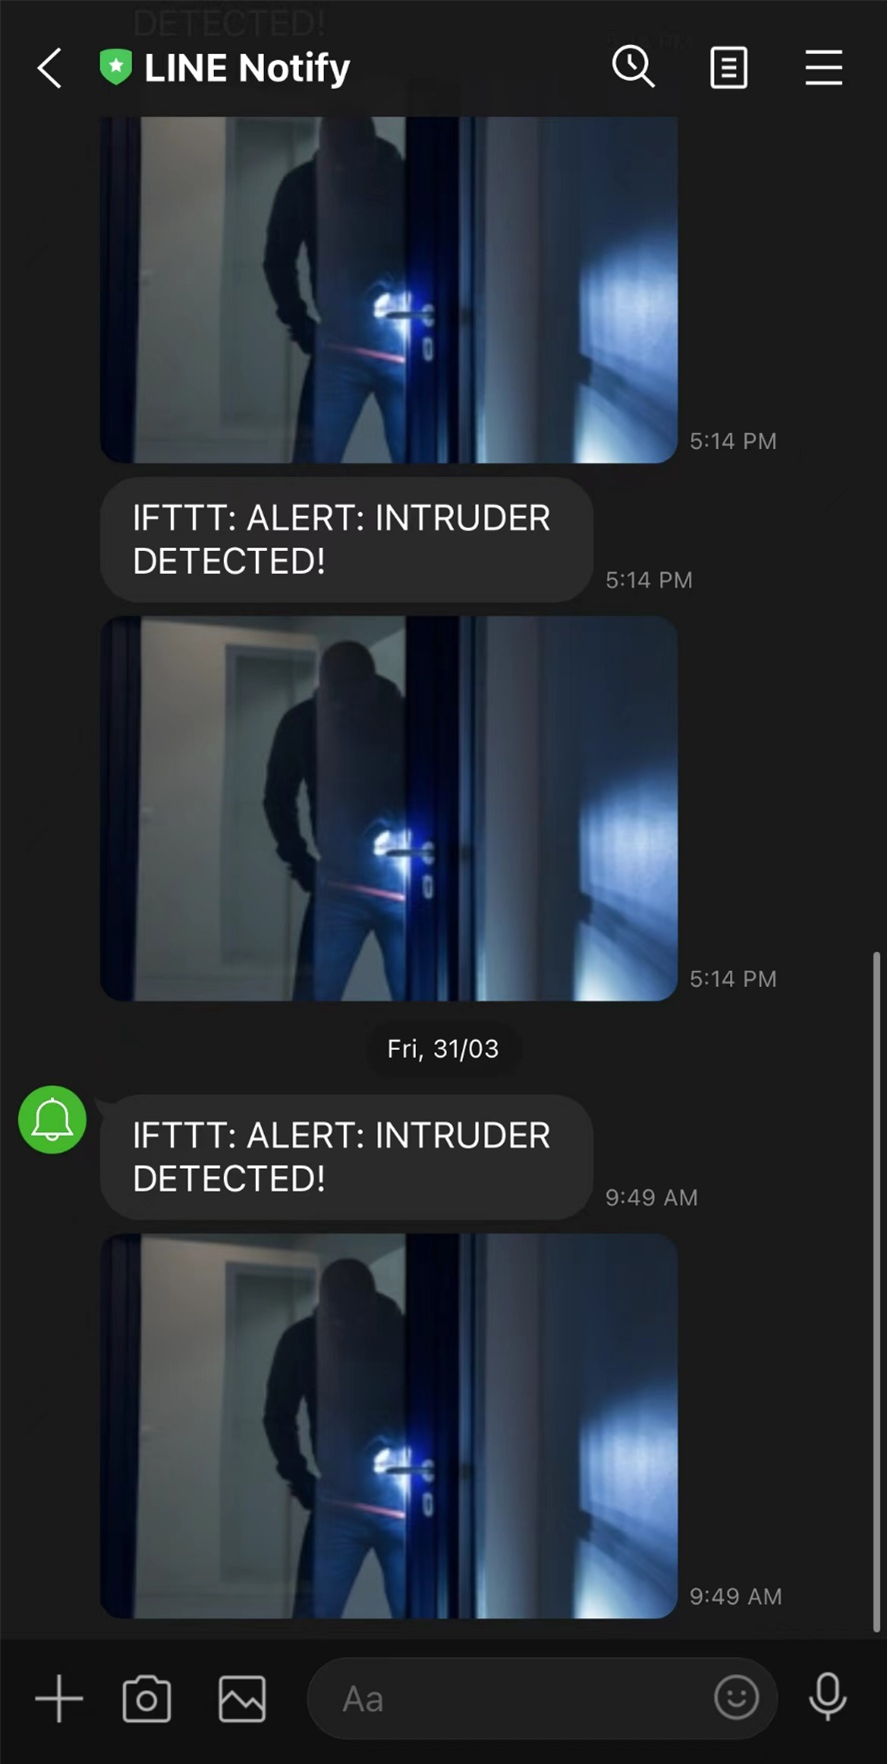 DETECTED!
LINE Notify
5:14 PM
IFTTT: ALERT: INTRUDER
DETECTED!
5:14 PM
5:14 PM
Fri, 31/03
IFTTT: ALERT: INTRUDER
DETECTED!
9:49 AM
9:49 AM
Aa